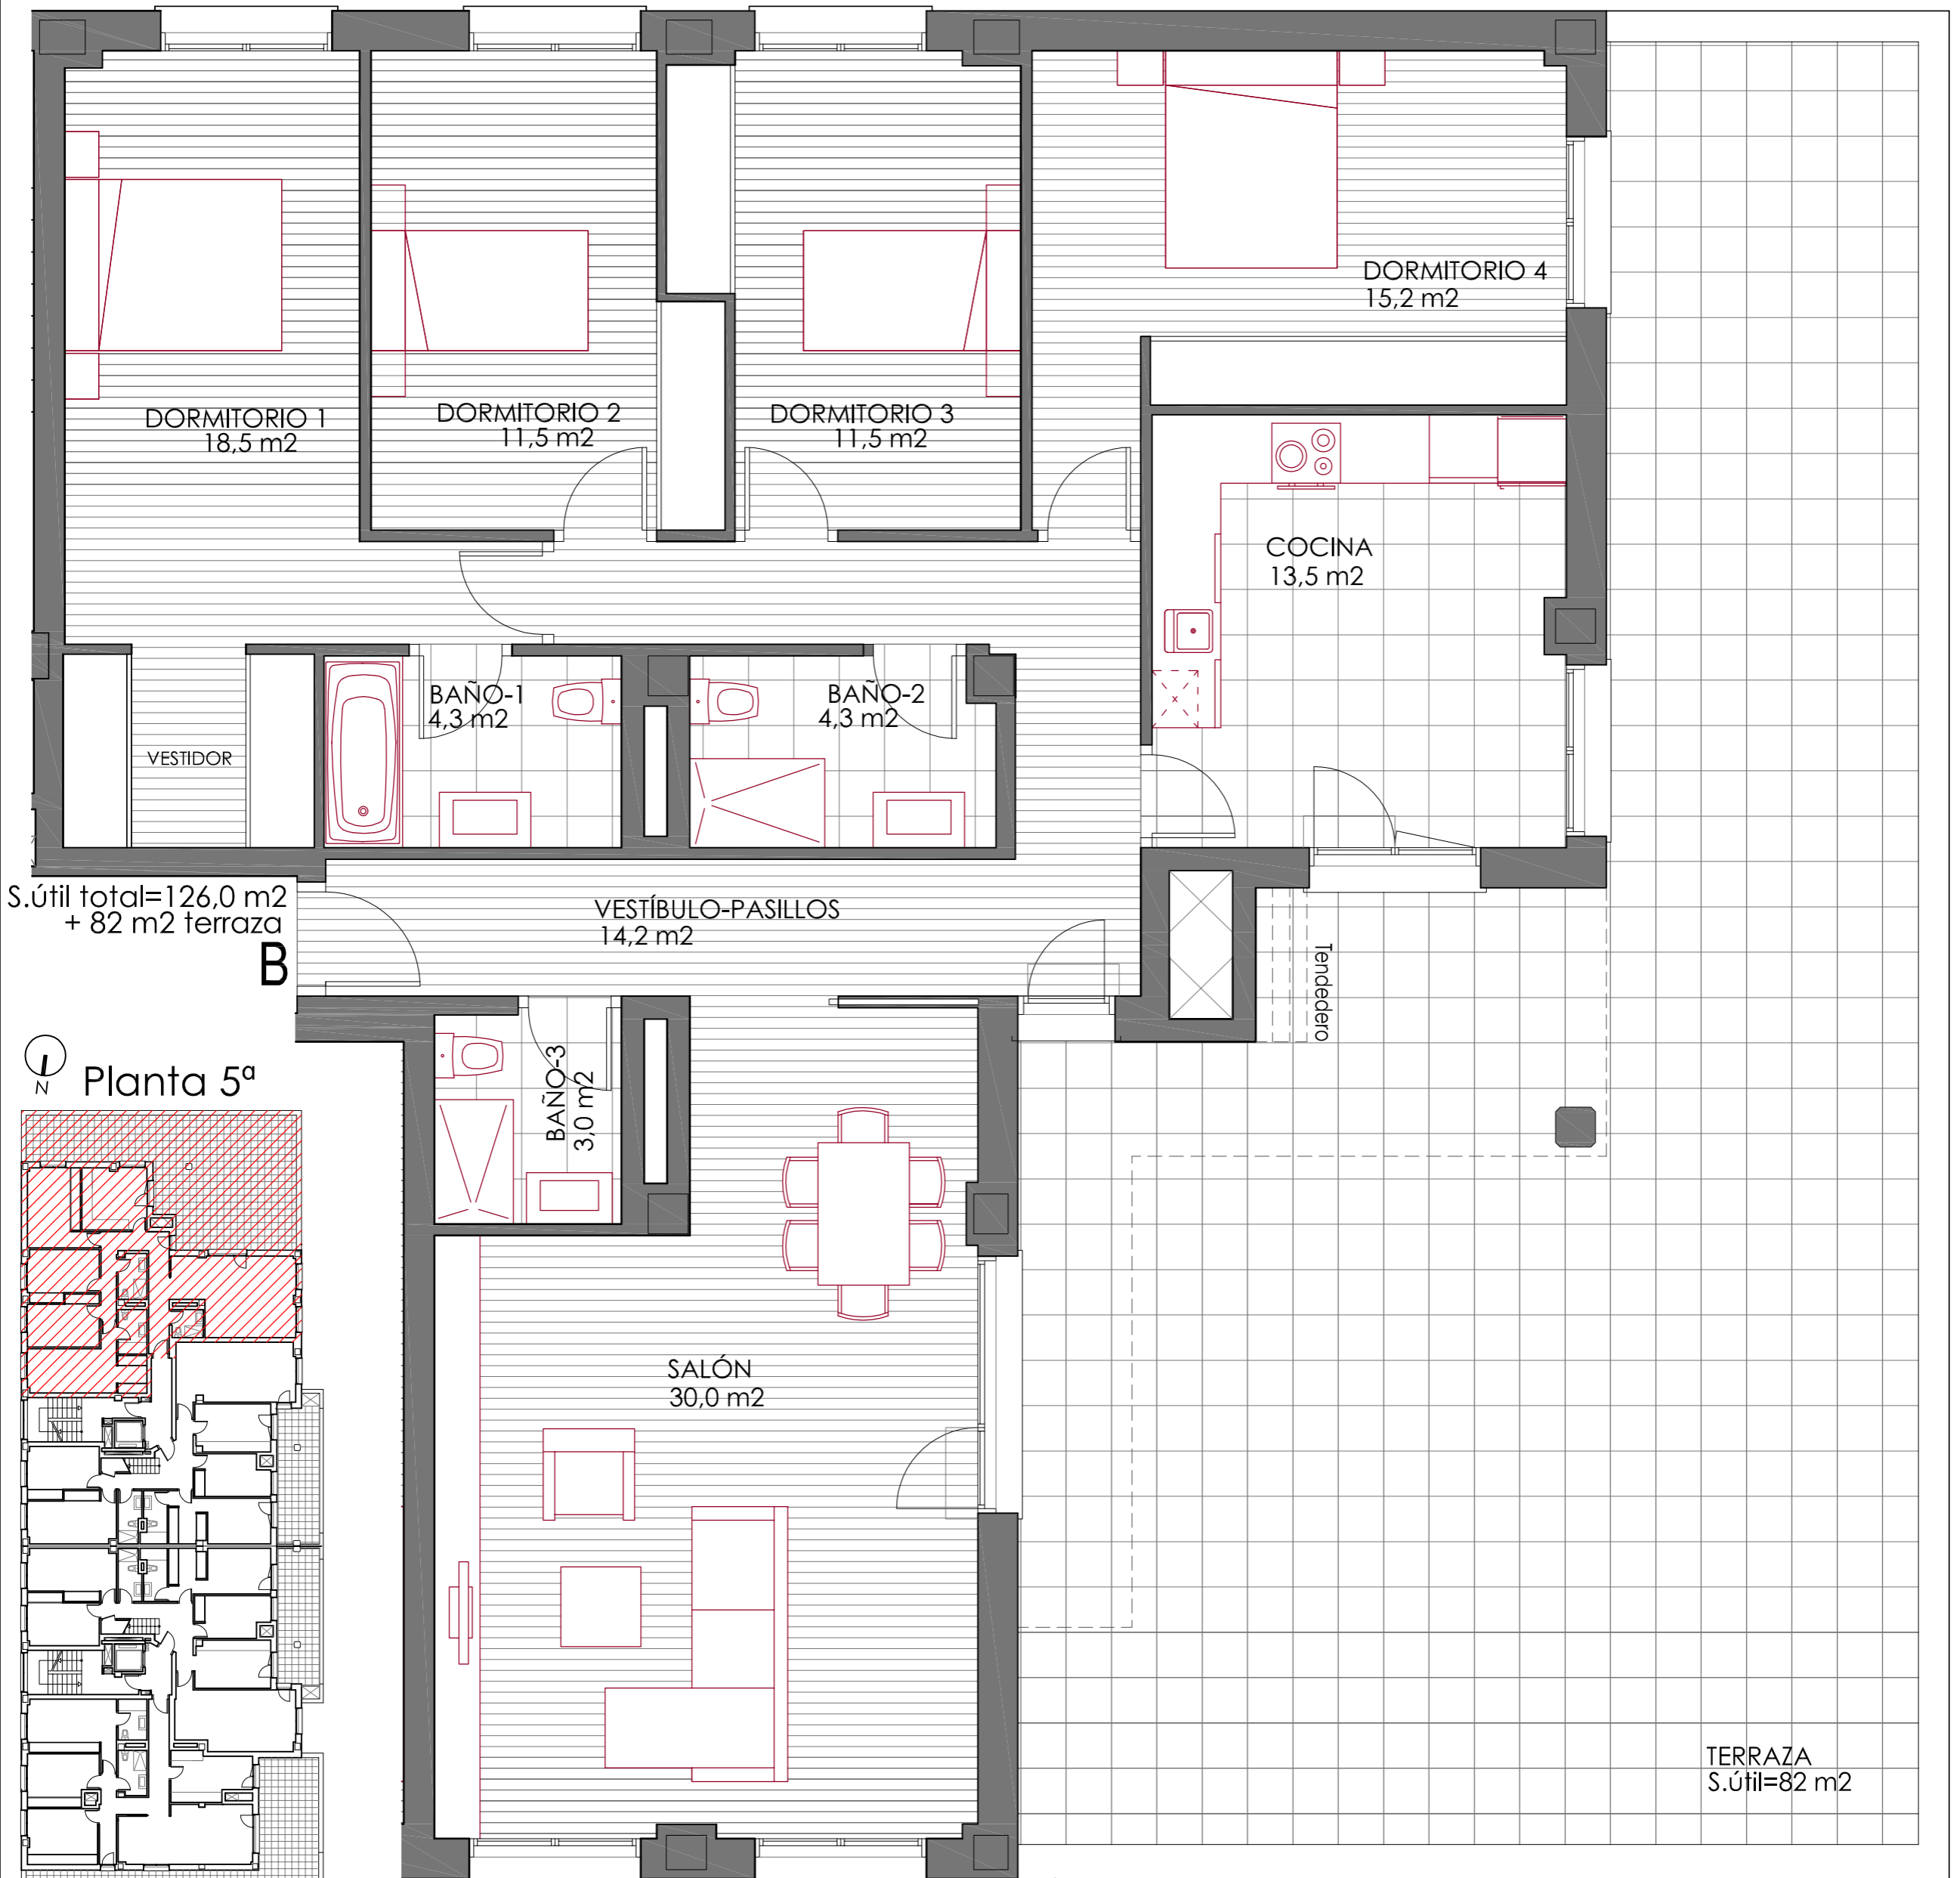 DORMITORIO 1
18,5 m2
DORMITORIO 2
11,5 m2
DORMITORIO 3
11,5 m2
DORMITORIO 4
15,2 m2
COCINA
13,5 m2
BAÑO-1
4,3 m2
BAÑO-2
4,3 m2
VESTIDOR
S.útil total=126,0 m2
+ 82 m2 terraza
B
VESTÍBULO-PASILLOS
14,2 m2
Tendedero
N
Planta 5ª
BAÑO-3
3,0 m2
SALÓN
30,0 m2
TERRAZA
S.útil=82 m2